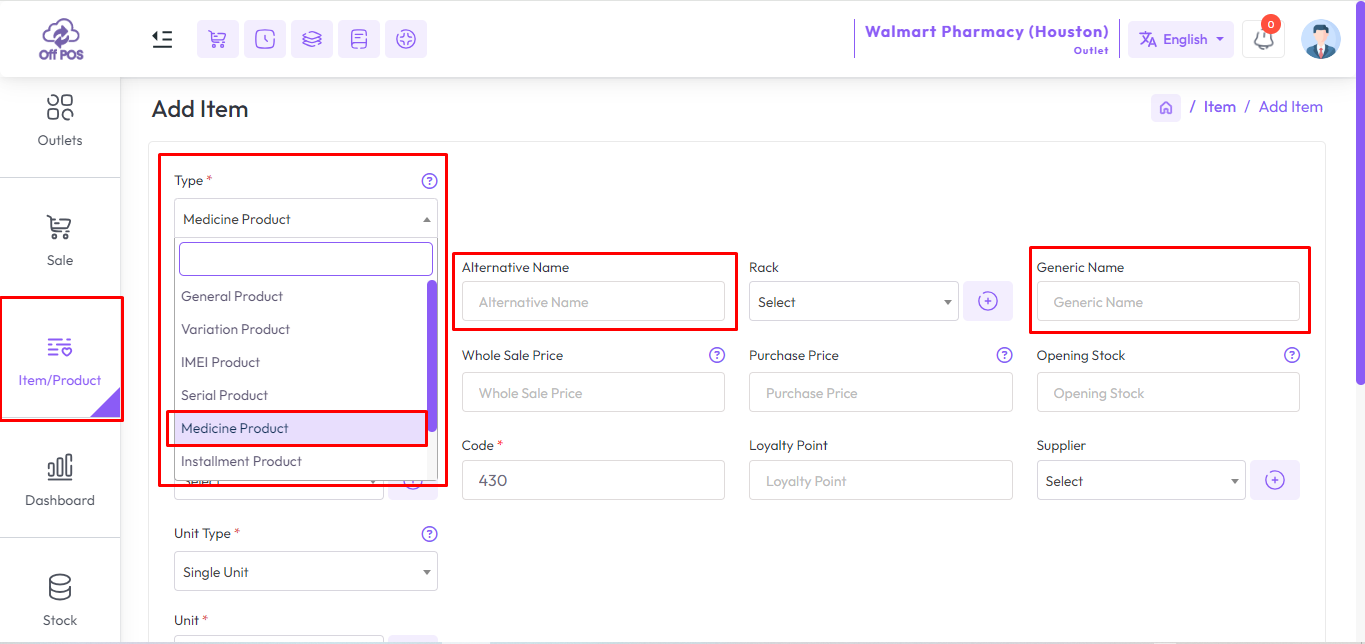 Off POS
Walmart Pharmacy (Houston)
Outlet
English
0
Outlets
Sale
Item/Product
Dashboard
Stock
Add Item
/ Item / Add Item
Type *
?
Medicine Product
General Product
Variation Product
IMEI Product
Serial Product
Medicine Product
Installment Product
Select
Alternative Name
Alternative Name
Rack
Select
Generic Name
Generic Name
Whole Sale Price
?
Whole Sale Price
Purchase Price
?
Purchase Price
Opening Stock
?
Opening Stock
Code *
430
Loyalty Point
Loyalty Point
Supplier
Select
Unit Type *
?
Single Unit
Unit *